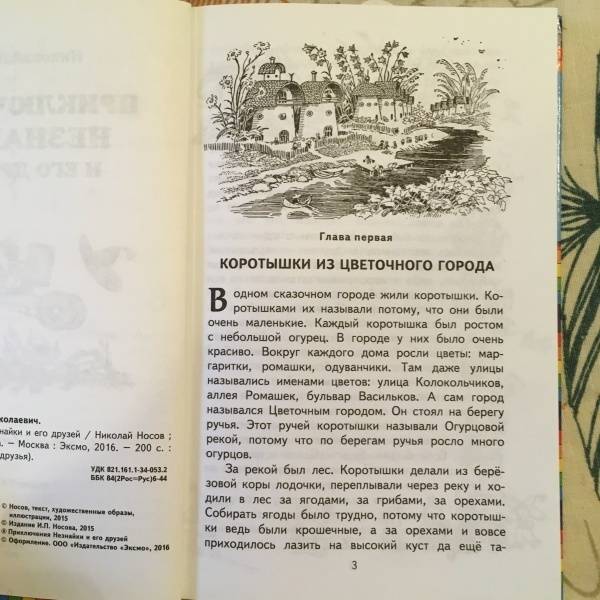 олаевич.
найки и его друзей / Николай Носов ;
. – Москва : Эксмо, 2016. – 200 с. :
друзья).
УДК 821.161.1-34-053.2
ББК 84(2Рос=Рус)6-44
© Носов, текст, художественные образы,
иллюстрации, 2015
© Издание И.П. Носова, 2015
® Приключения Незнайки и его друзей
© Оформление. ООО «Издательство «Эксмо», 2016
Глава первая
КОРОТЫШКИ ИЗ ЦВЕТОЧНОГО ГОРОДА
В одном сказочном городе жили коротышки. Ко-
ротышками их называли потому, что они были
очень маленькие. Каждый коротышка был ростом
с небольшой огурец. В городе у них было очень
красиво. Вокруг каждого дома росли цветы: мар-
гаритки, ромашки, одуванчики. Там даже улицы
назывались именами цветов: улица Колокольчиков,
аллея Ромашек, бульвар Васильков. А сам город
назывался Цветочным городом. Он стоял на берегу
ручья. Этот ручей коротышки называли Огурцовой
рекой, потому что по берегам ручья росло много
огурцов.
За рекой был лес. Коротышки делали из берё-
зовой коры лодочки, переплывали через реку и хо-
дили в лес за ягодами, за грибами, за орехами.
Собирать ягоды было трудно, потому что коротыш-
ки ведь были крошечные, а за орехами и вовсе
приходилось лазить на высокий куст да ещё та-
3